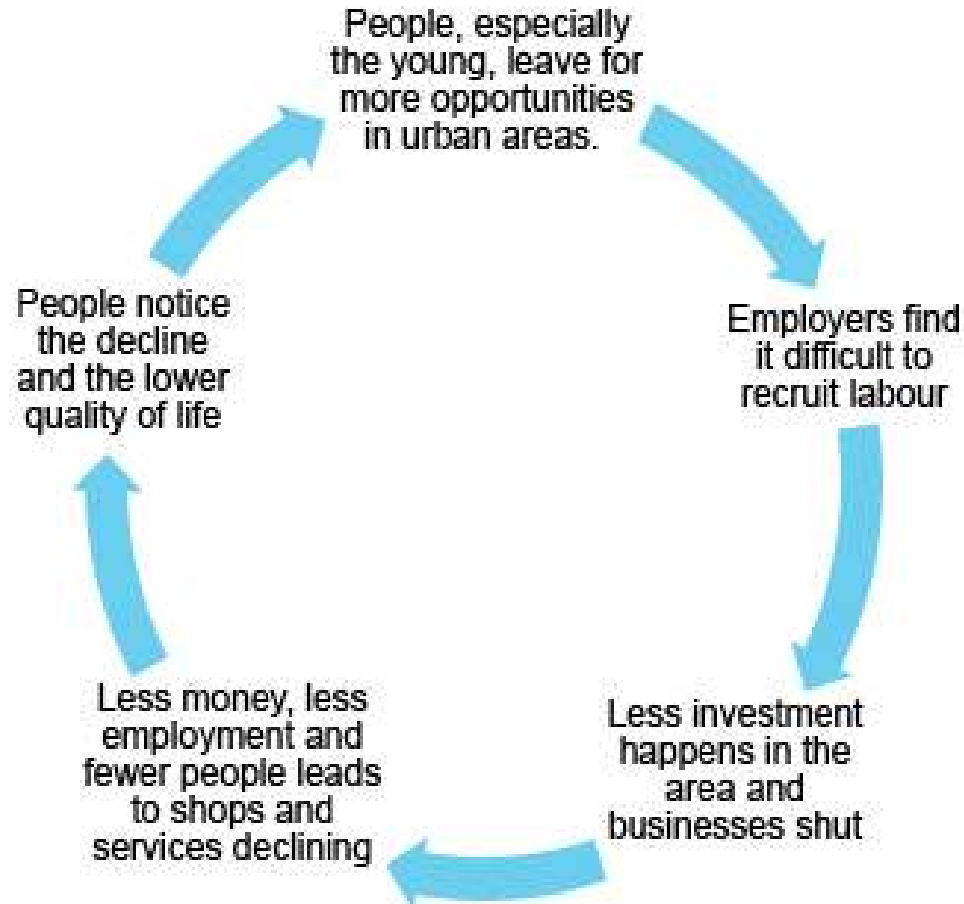 People, especially
the young, leave for
more opportunities
in urban areas.
Employers find
it difficult to
recruit labour
Less investment
happens in the
area and
businesses shut
Less money, less
employment and
fewer people leads
to shops and
services declining
People notice
the decline
and the lower
quality of life